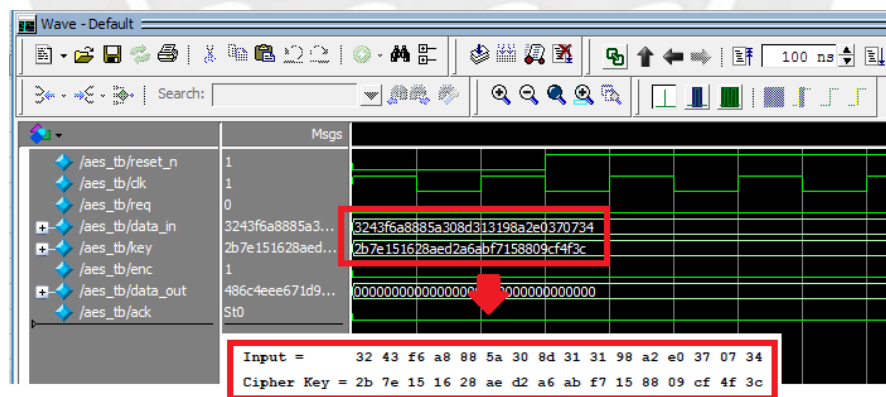 Wave - Default
100 ns
Search:
Msgs
/aes_tb/reset_n 1
/aes_tb/clk 1
/aes_tb/req 0
/aes_tb/data_in 3243f6a8885a3... 3243f6a8885a308d313198a2e0370734
/aes_tb/key 2b7e151628aed... 2b7e151628aed2a6abf7158809cf4f3c
/aes_tb/enc 1
/aes_tb/data_out 486c4eee671d9...
/aes_tb/ack St0
Input = 32 43 f6 a8 88 5a 30 8d 31 31 98 a2 e0 37 07 34
Cipher Key = 2b 7e 15 16 28 ae d2 a6 ab f7 15 88 09 cf 4f 3c